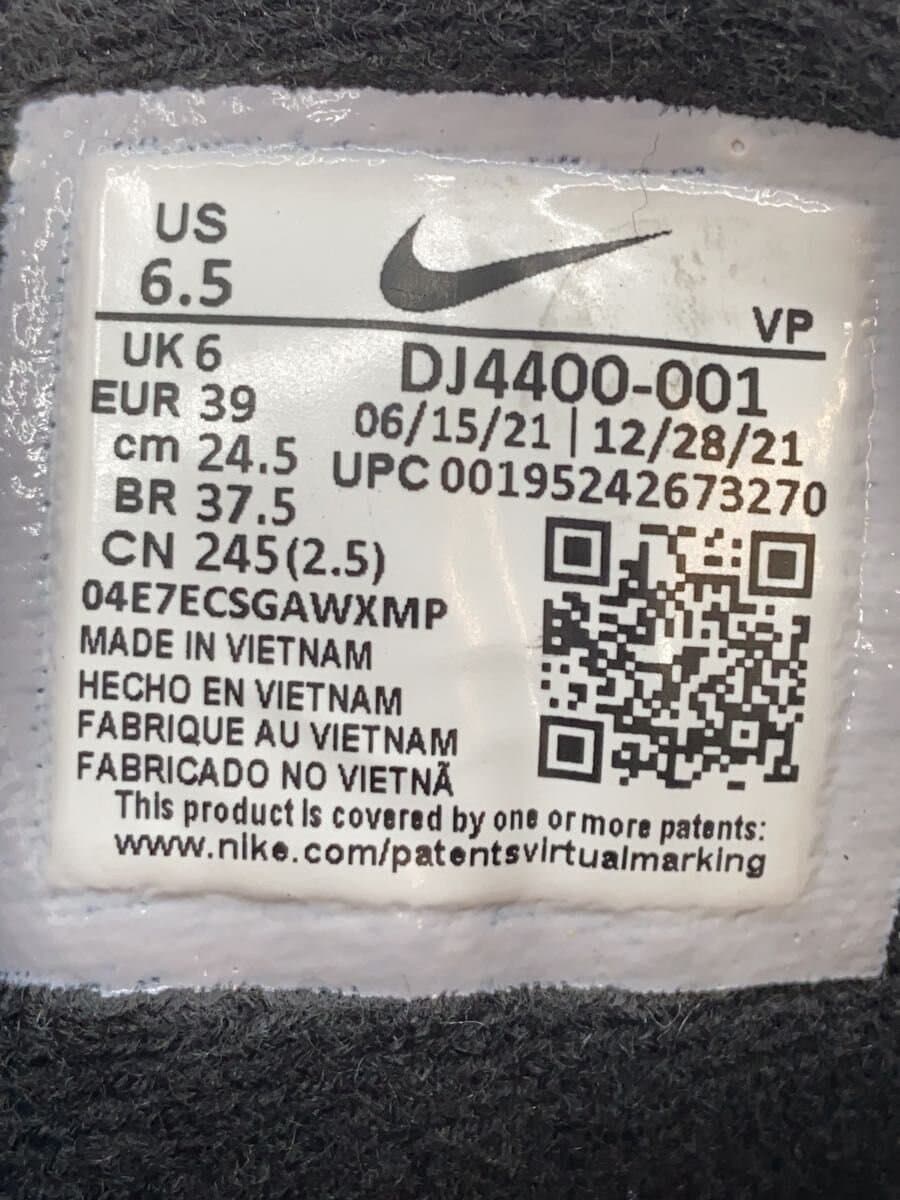 US
6.5
VP
UK 6
EUR 39
cm 24.5
BR 37.5
CN 245(2.5)
DJ4400-001
06/15/21 | 12/28/21
UPC 00195242673270
04E7ECSGAWXMP
MADE IN VIETNAM
HECHO EN VIETNAM
FABRIQUE AU VIETNAM
FABRICADO NO VIETNÃ
This product is covered by one or more patents:
www.nike.com/patentsvirtualmarking